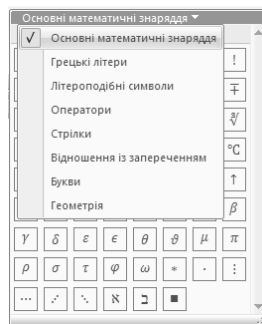 Основні математичні знаряддя
✓ Основні математичні знаряддя
Грецькі літери
Літероподібні символи
Оператори
Стрілки
Відношення із запереченням
Букви
Геометрія
!
∓
∛
°C
↑
β
γ δ ε ϵ θ ϑ μ π
ρ σ τ φ ω ∗ ∙ ⋮
⋯ ⋰ ⋱ ℵ ℶ ■